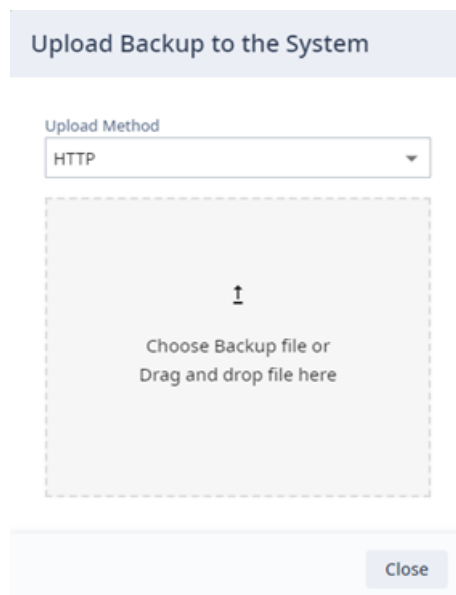 Upload Backup to the System
Upload Method
HTTP
Choose Backup file or
Drag and drop file here
Close